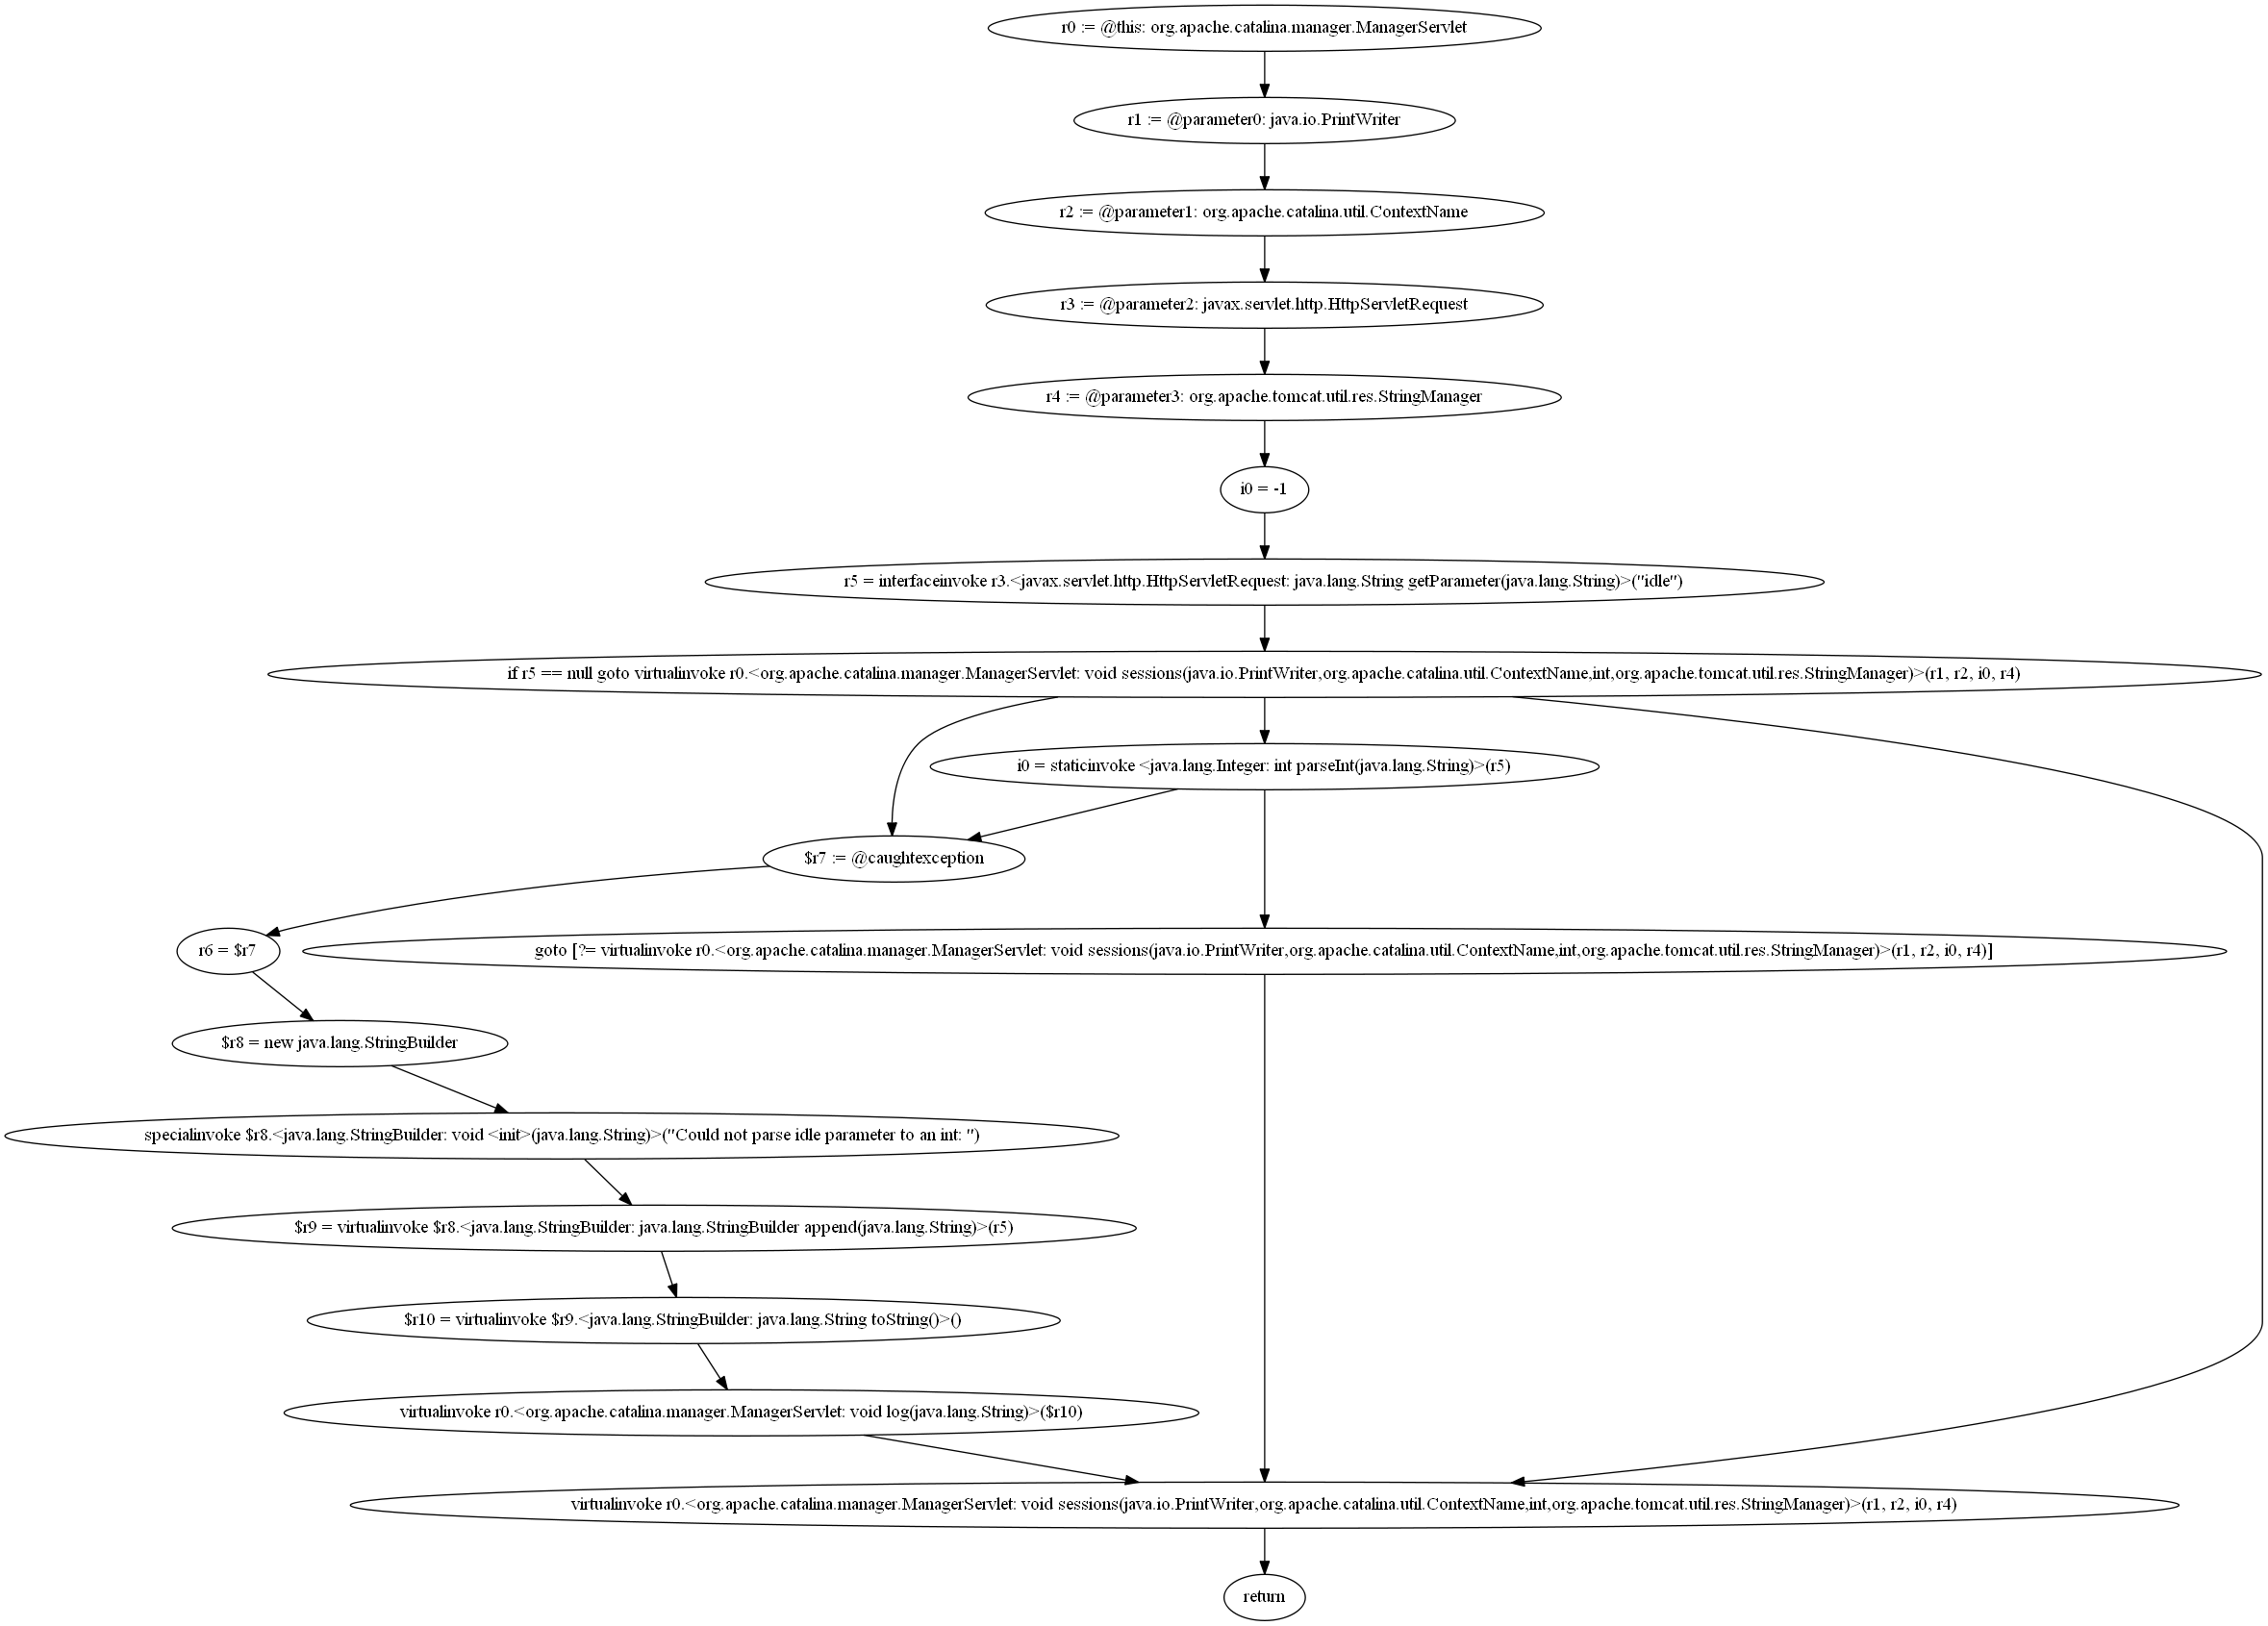 r0 := @this: org.apache.catalina.manager.ManagerServlet
r1 := @parameter0: java.io.PrintWriter
r2 := @parameter1: org.apache.catalina.util.ContextName
r3 := @parameter2: javax.servlet.http.HttpServletRequest
r4 := @parameter3: org.apache.tomcat.util.res.StringManager
i0 = -1
r5 = interfaceinvoke r3.<javax.servlet.http.HttpServletRequest: java.lang.String getParameter(java.lang.String)>("idle")
if r5 == null goto virtualinvoke r0.<org.apache.catalina.manager.ManagerServlet: void sessions(java.io.PrintWriter,org.apache.catalina.util.ContextName,int,org.apache.tomcat.util.res.StringManager)>(r1, r2, i0, r4)
i0 = staticinvoke <java.lang.Integer: int parseInt(java.lang.String)>(r5)
$r7 := @caughtexception
r6 = $r7
goto [?= virtualinvoke r0.<org.apache.catalina.manager.ManagerServlet: void sessions(java.io.PrintWriter,org.apache.catalina.util.ContextName,int,org.apache.tomcat.util.res.StringManager)>(r1, r2, i0, r4)]
$r8 = new java.lang.StringBuilder
specialinvoke $r8.<java.lang.StringBuilder: void <init>(java.lang.String)>("Could not parse idle parameter to an int: ")
$r9 = virtualinvoke $r8.<java.lang.StringBuilder: java.lang.StringBuilder append(java.lang.String)>(r5)
$r10 = virtualinvoke $r9.<java.lang.StringBuilder: java.lang.String toString()>()
virtualinvoke r0.<org.apache.catalina.manager.ManagerServlet: void log(java.lang.String)>($r10)
virtualinvoke r0.<org.apache.catalina.manager.ManagerServlet: void sessions(java.io.PrintWriter,org.apache.catalina.util.ContextName,int,org.apache.tomcat.util.res.StringManager)>(r1, r2, i0, r4)
return